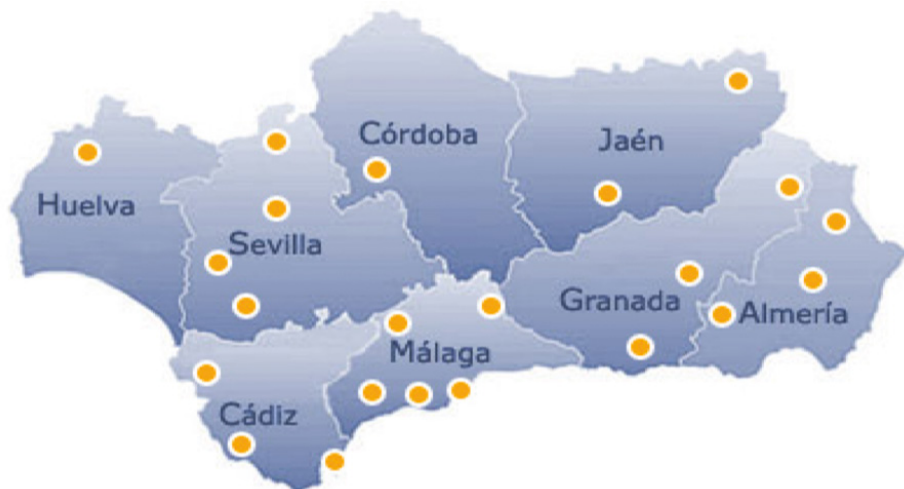 Córdoba
Jaén
Huelva
Sevilla
Granada
Almería
Málaga
Cádiz